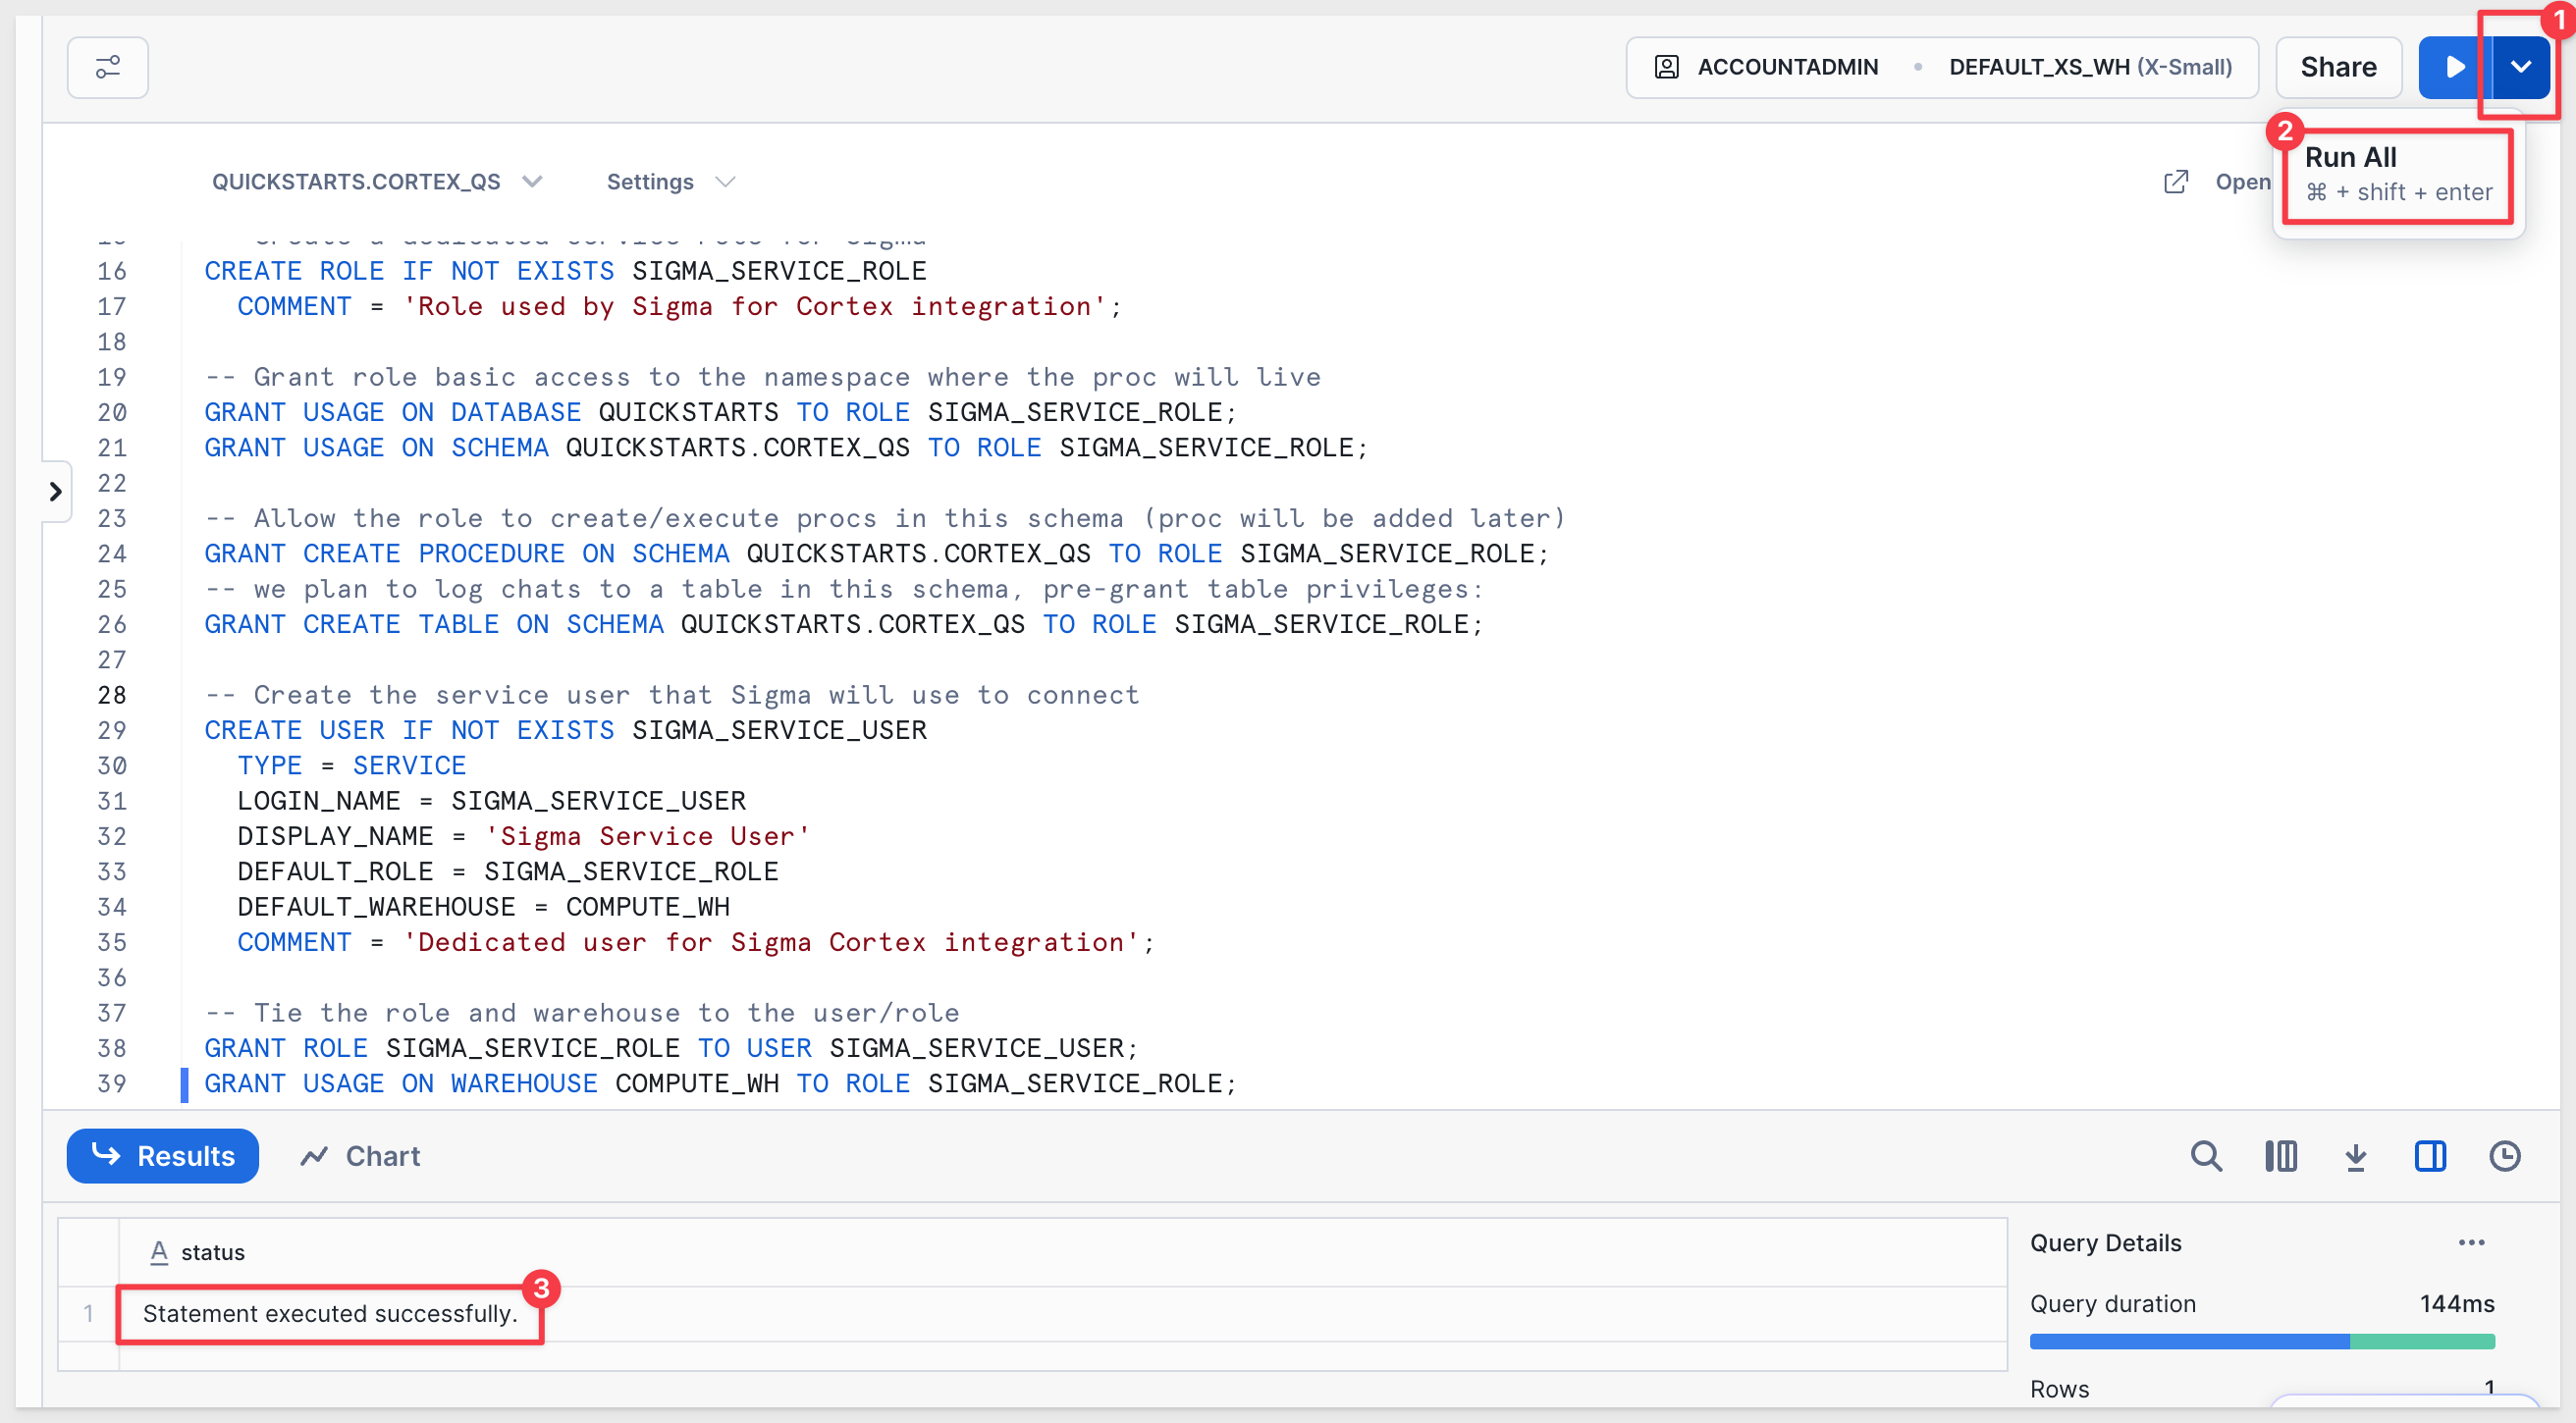 1
ACCOUNTADMIN • DEFAULT_XS_WH (X-Small)
Share
2
Run All
⌘ + shift + enter
QUICKSTARTS.CORTEX_QS
Settings
Open
16 CREATE ROLE IF NOT EXISTS SIGMA_SERVICE_ROLE
17 COMMENT = 'Role used by Sigma for Cortex integration';
18
19 -- Grant role basic access to the namespace where the proc will live
20 GRANT USAGE ON DATABASE QUICKSTARTS TO ROLE SIGMA_SERVICE_ROLE;
21 GRANT USAGE ON SCHEMA QUICKSTARTS.CORTEX_QS TO ROLE SIGMA_SERVICE_ROLE;
22
23 -- Allow the role to create/execute procs in this schema (proc will be added later)
24 GRANT CREATE PROCEDURE ON SCHEMA QUICKSTARTS.CORTEX_QS TO ROLE SIGMA_SERVICE_ROLE;
25 -- we plan to log chats to a table in this schema, pre-grant table privileges:
26 GRANT CREATE TABLE ON SCHEMA QUICKSTARTS.CORTEX_QS TO ROLE SIGMA_SERVICE_ROLE;
27
28 -- Create the service user that Sigma will use to connect
29 CREATE USER IF NOT EXISTS SIGMA_SERVICE_USER
30 TYPE = SERVICE
31 LOGIN_NAME = SIGMA_SERVICE_USER
32 DISPLAY_NAME = 'Sigma Service User'
33 DEFAULT_ROLE = SIGMA_SERVICE_ROLE
34 DEFAULT_WAREHOUSE = COMPUTE_WH
35 COMMENT = 'Dedicated user for Sigma Cortex integration';
36
37 -- Tie the role and warehouse to the user/role
38 GRANT ROLE SIGMA_SERVICE_ROLE TO USER SIGMA_SERVICE_USER;
39 GRANT USAGE ON WAREHOUSE COMPUTE_WH TO ROLE SIGMA_SERVICE_ROLE;
Results
Chart
A status
3
1 Statement executed successfully.
Query Details
Query duration 144ms
Rows 1